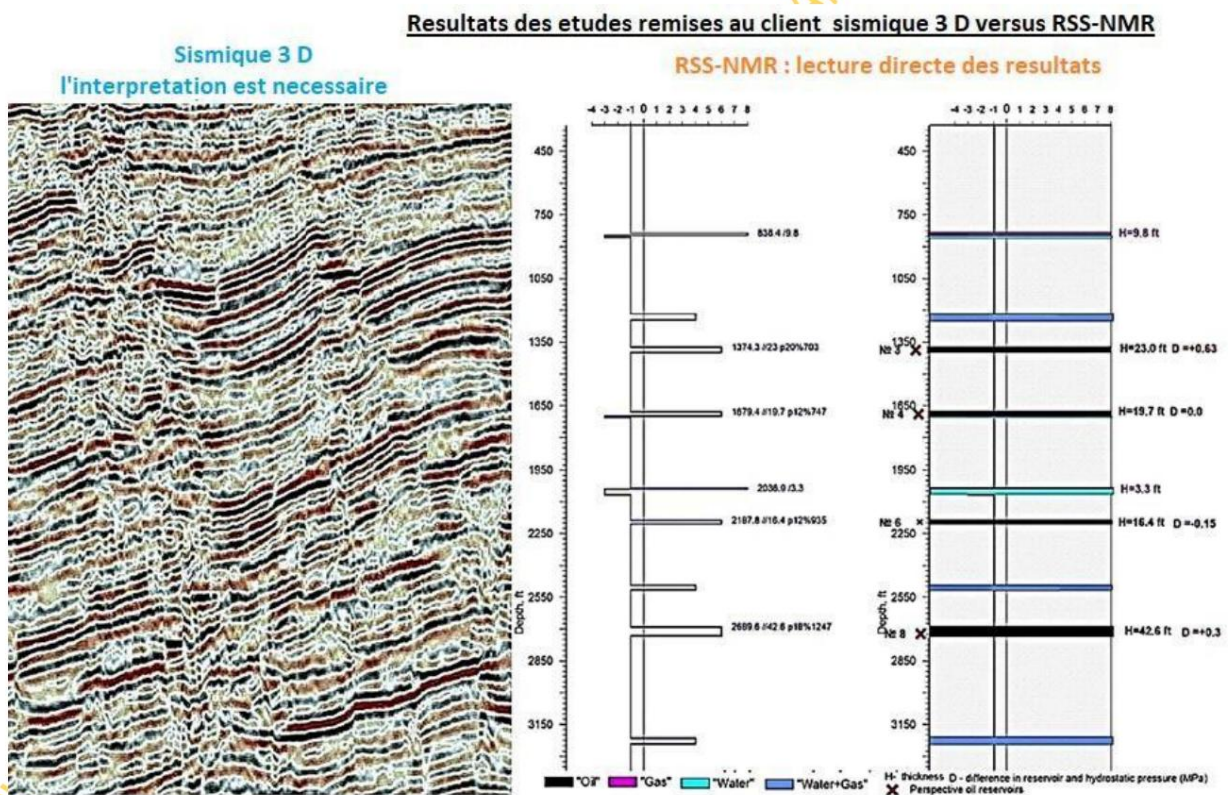 Resultats des etudes remises au client sismique 3 D versus RSS-NMR
Sismique 3 D
l'interpretation est necessaire
RSS-NMR : lecture directe des resultats
-4 -3 -2 -1 0 1 2 3 4 5 6 7 8
450
750
1050
1350
1650
1950
2250
2550
2850
3150
Depth, ft
838.4 /9.8
1374.3 //23 p20%703
1679.4 //19.7 p12%747
2036.0 /3.3
2187.8 //16.4 p12%935
2689.6 //42.6 p18%1247
-4 -3 -2 -1 0 1 2 3 4 5 6 7 8
450
750
1050
1350
1650
1950
2250
2550
2850
3150
Depth, ft
№ 3
№ 4
№ 6
№ 8
H=9.8 ft
H=23.0 ft D =+0.63
H=19.7 ft D =0.0
H=3.3 ft
H=16.4 ft D =-0.15
H=42.6 ft D =+0.3
"Oil" "Gas" "Water" "Water+Gas"
H- thickness D - difference in reservoir and hydrostatic pressure (MPa)
Perspective oil reservoirs